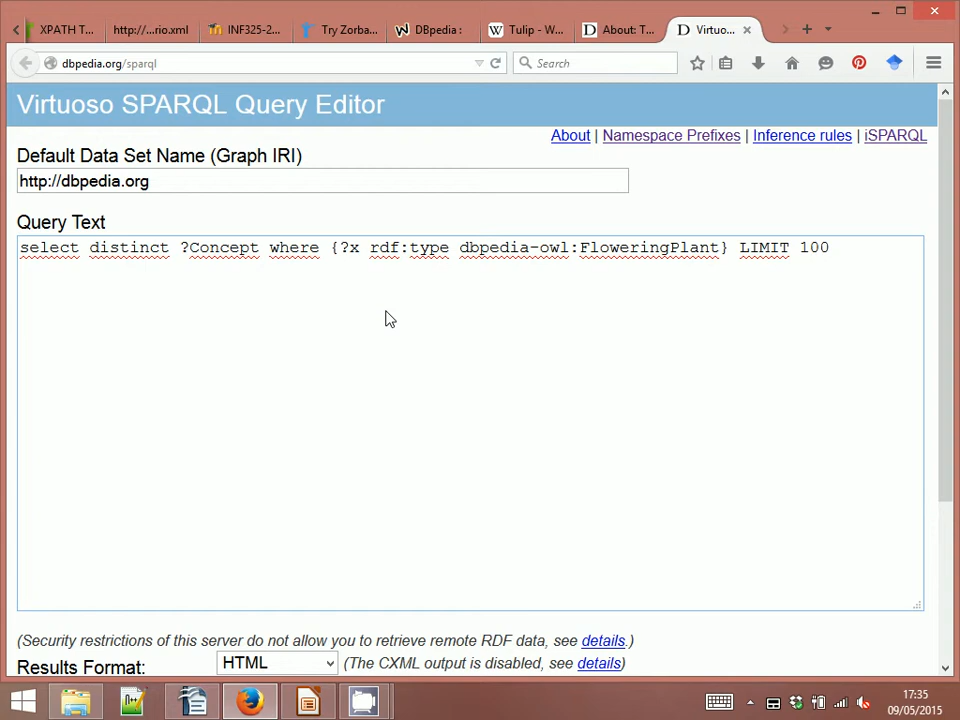 XPATH T...
http://...rio.xml
INF325-2...
Try Zorba...
DBpedia :
Tulip - W...
About: T...
Virtuo...
dbpedia.org/sparql
Search
Virtuoso SPARQL Query Editor
About | Namespace Prefixes | Inference rules | iSPARQL
Default Data Set Name (Graph IRI)
http://dbpedia.org
Query Text
select distinct ?Concept where {?x rdf:type dbpedia-owl:FloweringPlant} LIMIT 100
(Security restrictions of this server do not allow you to retrieve remote RDF data, see details.)
Results Format: HTML (The CXML output is disabled, see details)
17:35
09/05/2015